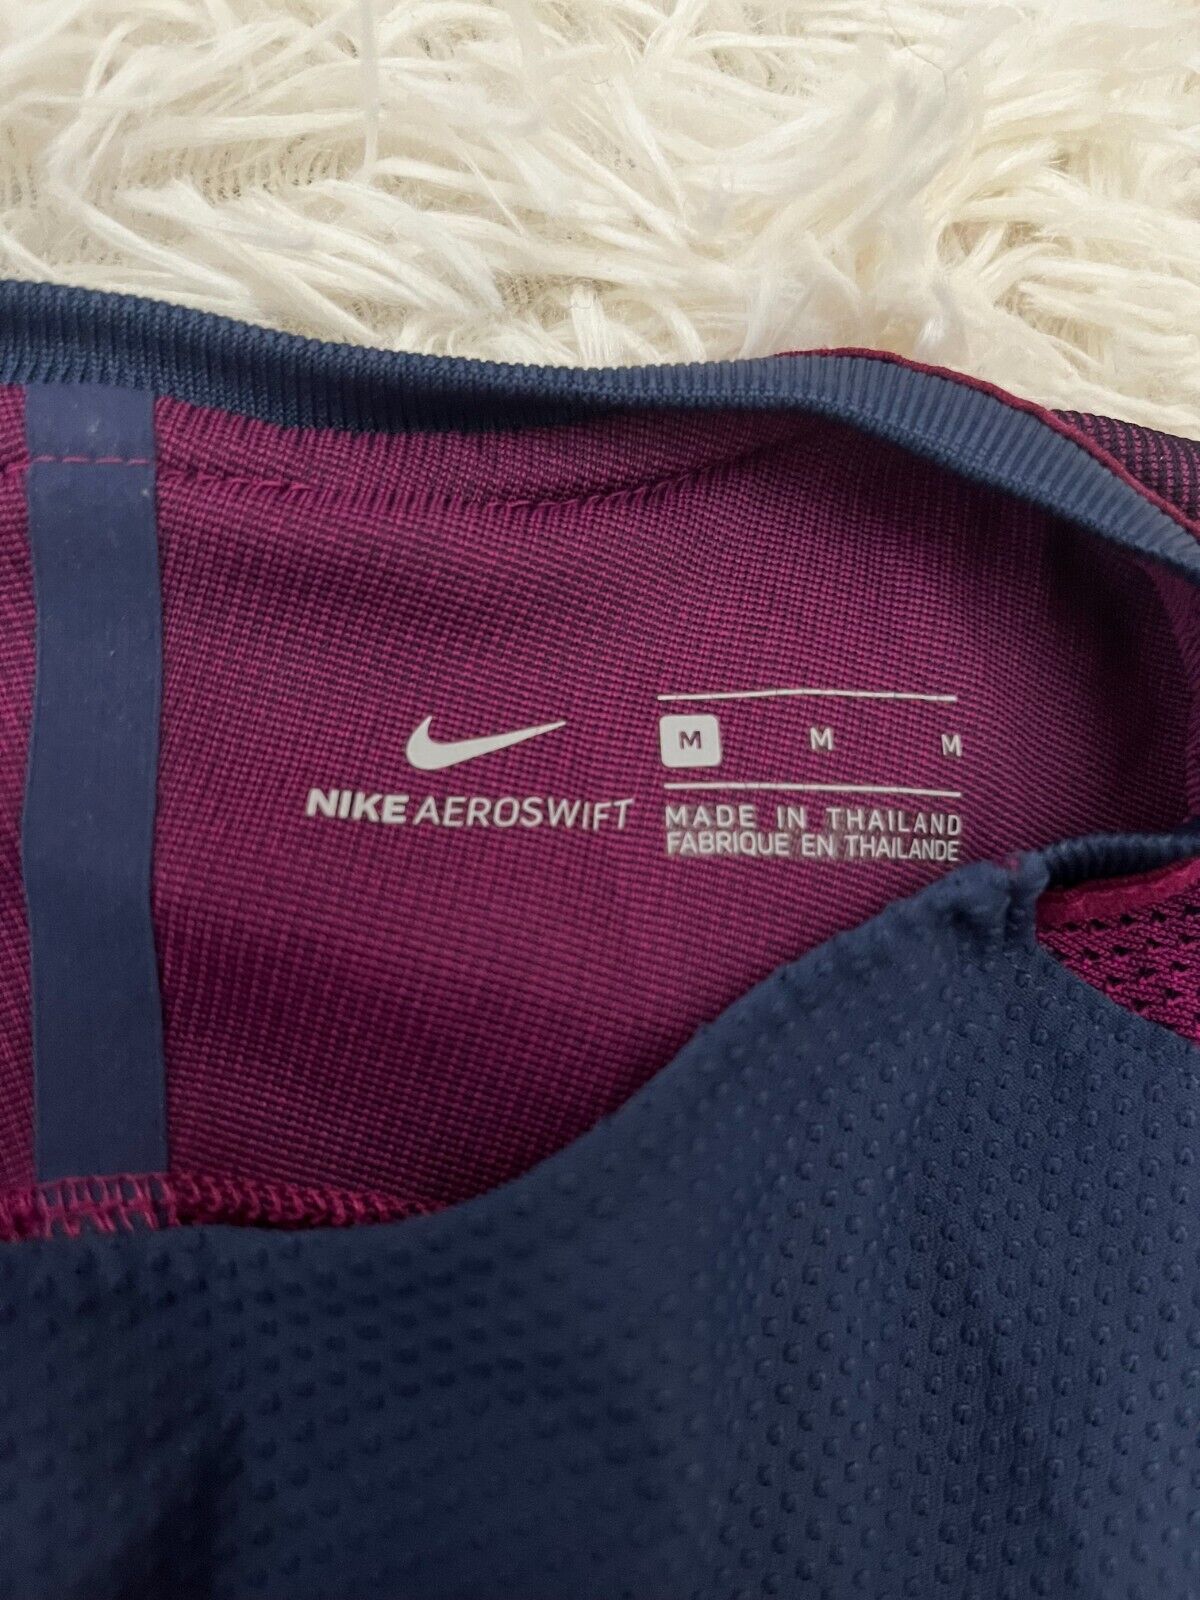 NIKE AEROSWIFT
M M M
MADE IN THAILAND
FABRIQUE EN THAILANDE